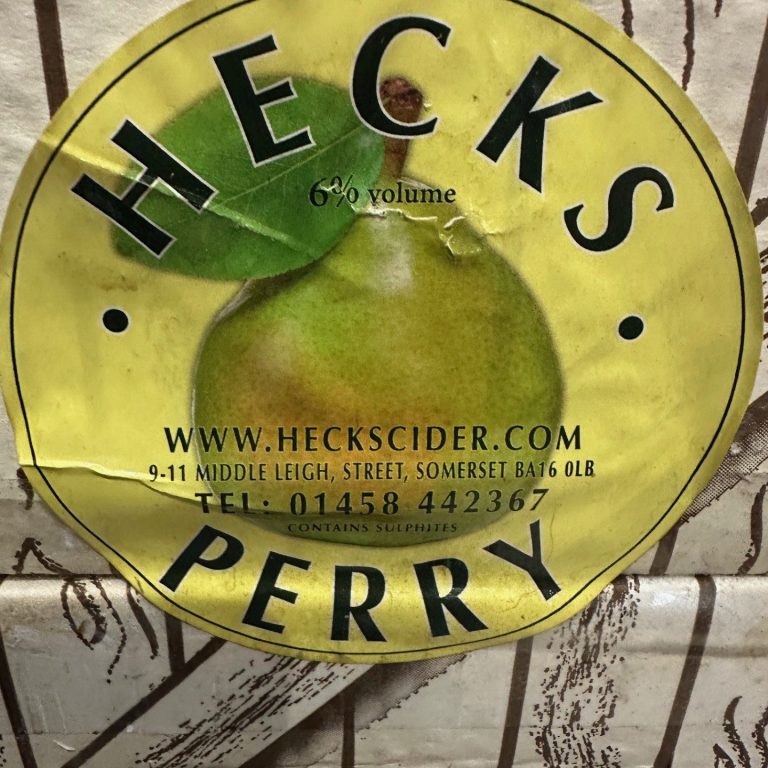 HECKS
6% volume
WWW.HECKSCIDER.COM
9-11 MIDDLE LEIGH, STREET, SOMERSET BA16 0LB
TEL: 01458 442367
CONTAINS SULPHITES
PERRY